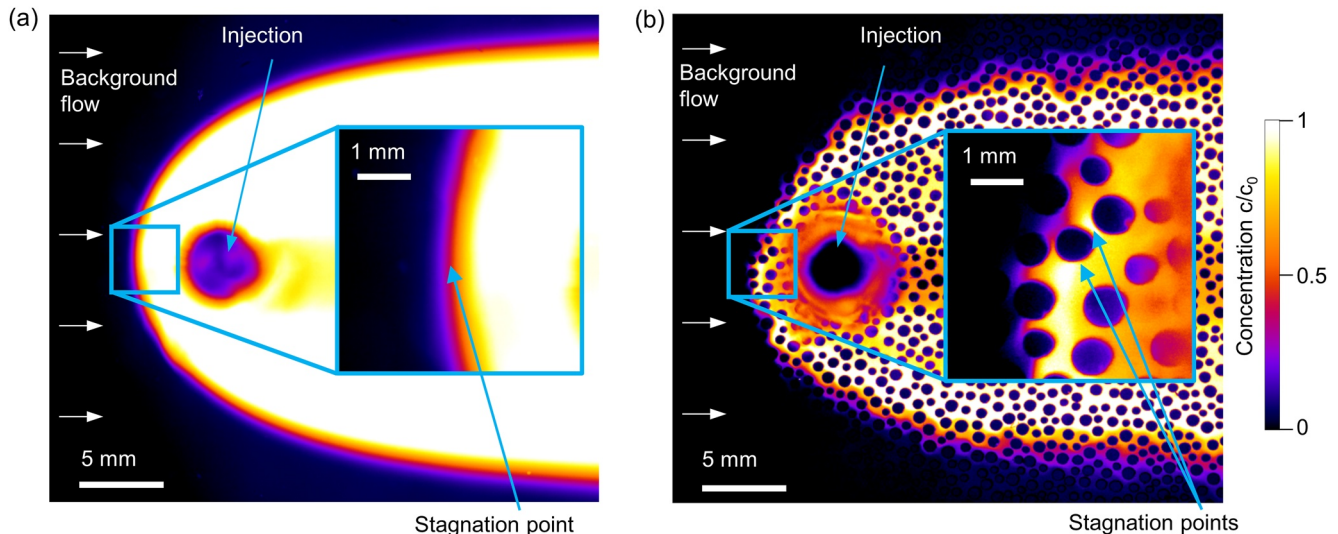 (a)
Injection
Background
flow
1 mm
5 mm
Stagnation point
(b)
Injection
Background
flow
1 mm
5 mm
Stagnation points
1
0.5
0
Concentration c/c₀